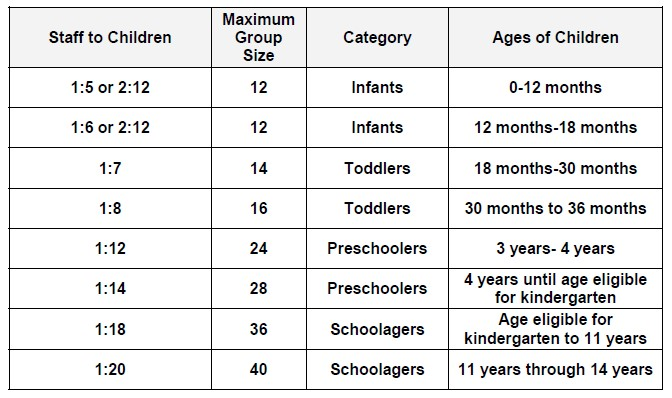 Staff to Children
Maximum
Group
Size
Category
Ages of Children
1:5 or 2:12
12
Infants
0-12 months
1:6 or 2:12
12
Infants
12 months-18 months
1:7
14
Toddlers
18 months-30 months
1:8
16
Toddlers
30 months to 36 months
1:12
24
Preschoolers
3 years- 4 years
1:14
28
Preschoolers
4 years until age eligible
for kindergarten
1:18
36
Schoolagers
Age eligible for
kindergarten to 11 years
1:20
40
Schoolagers
11 years through 14 years